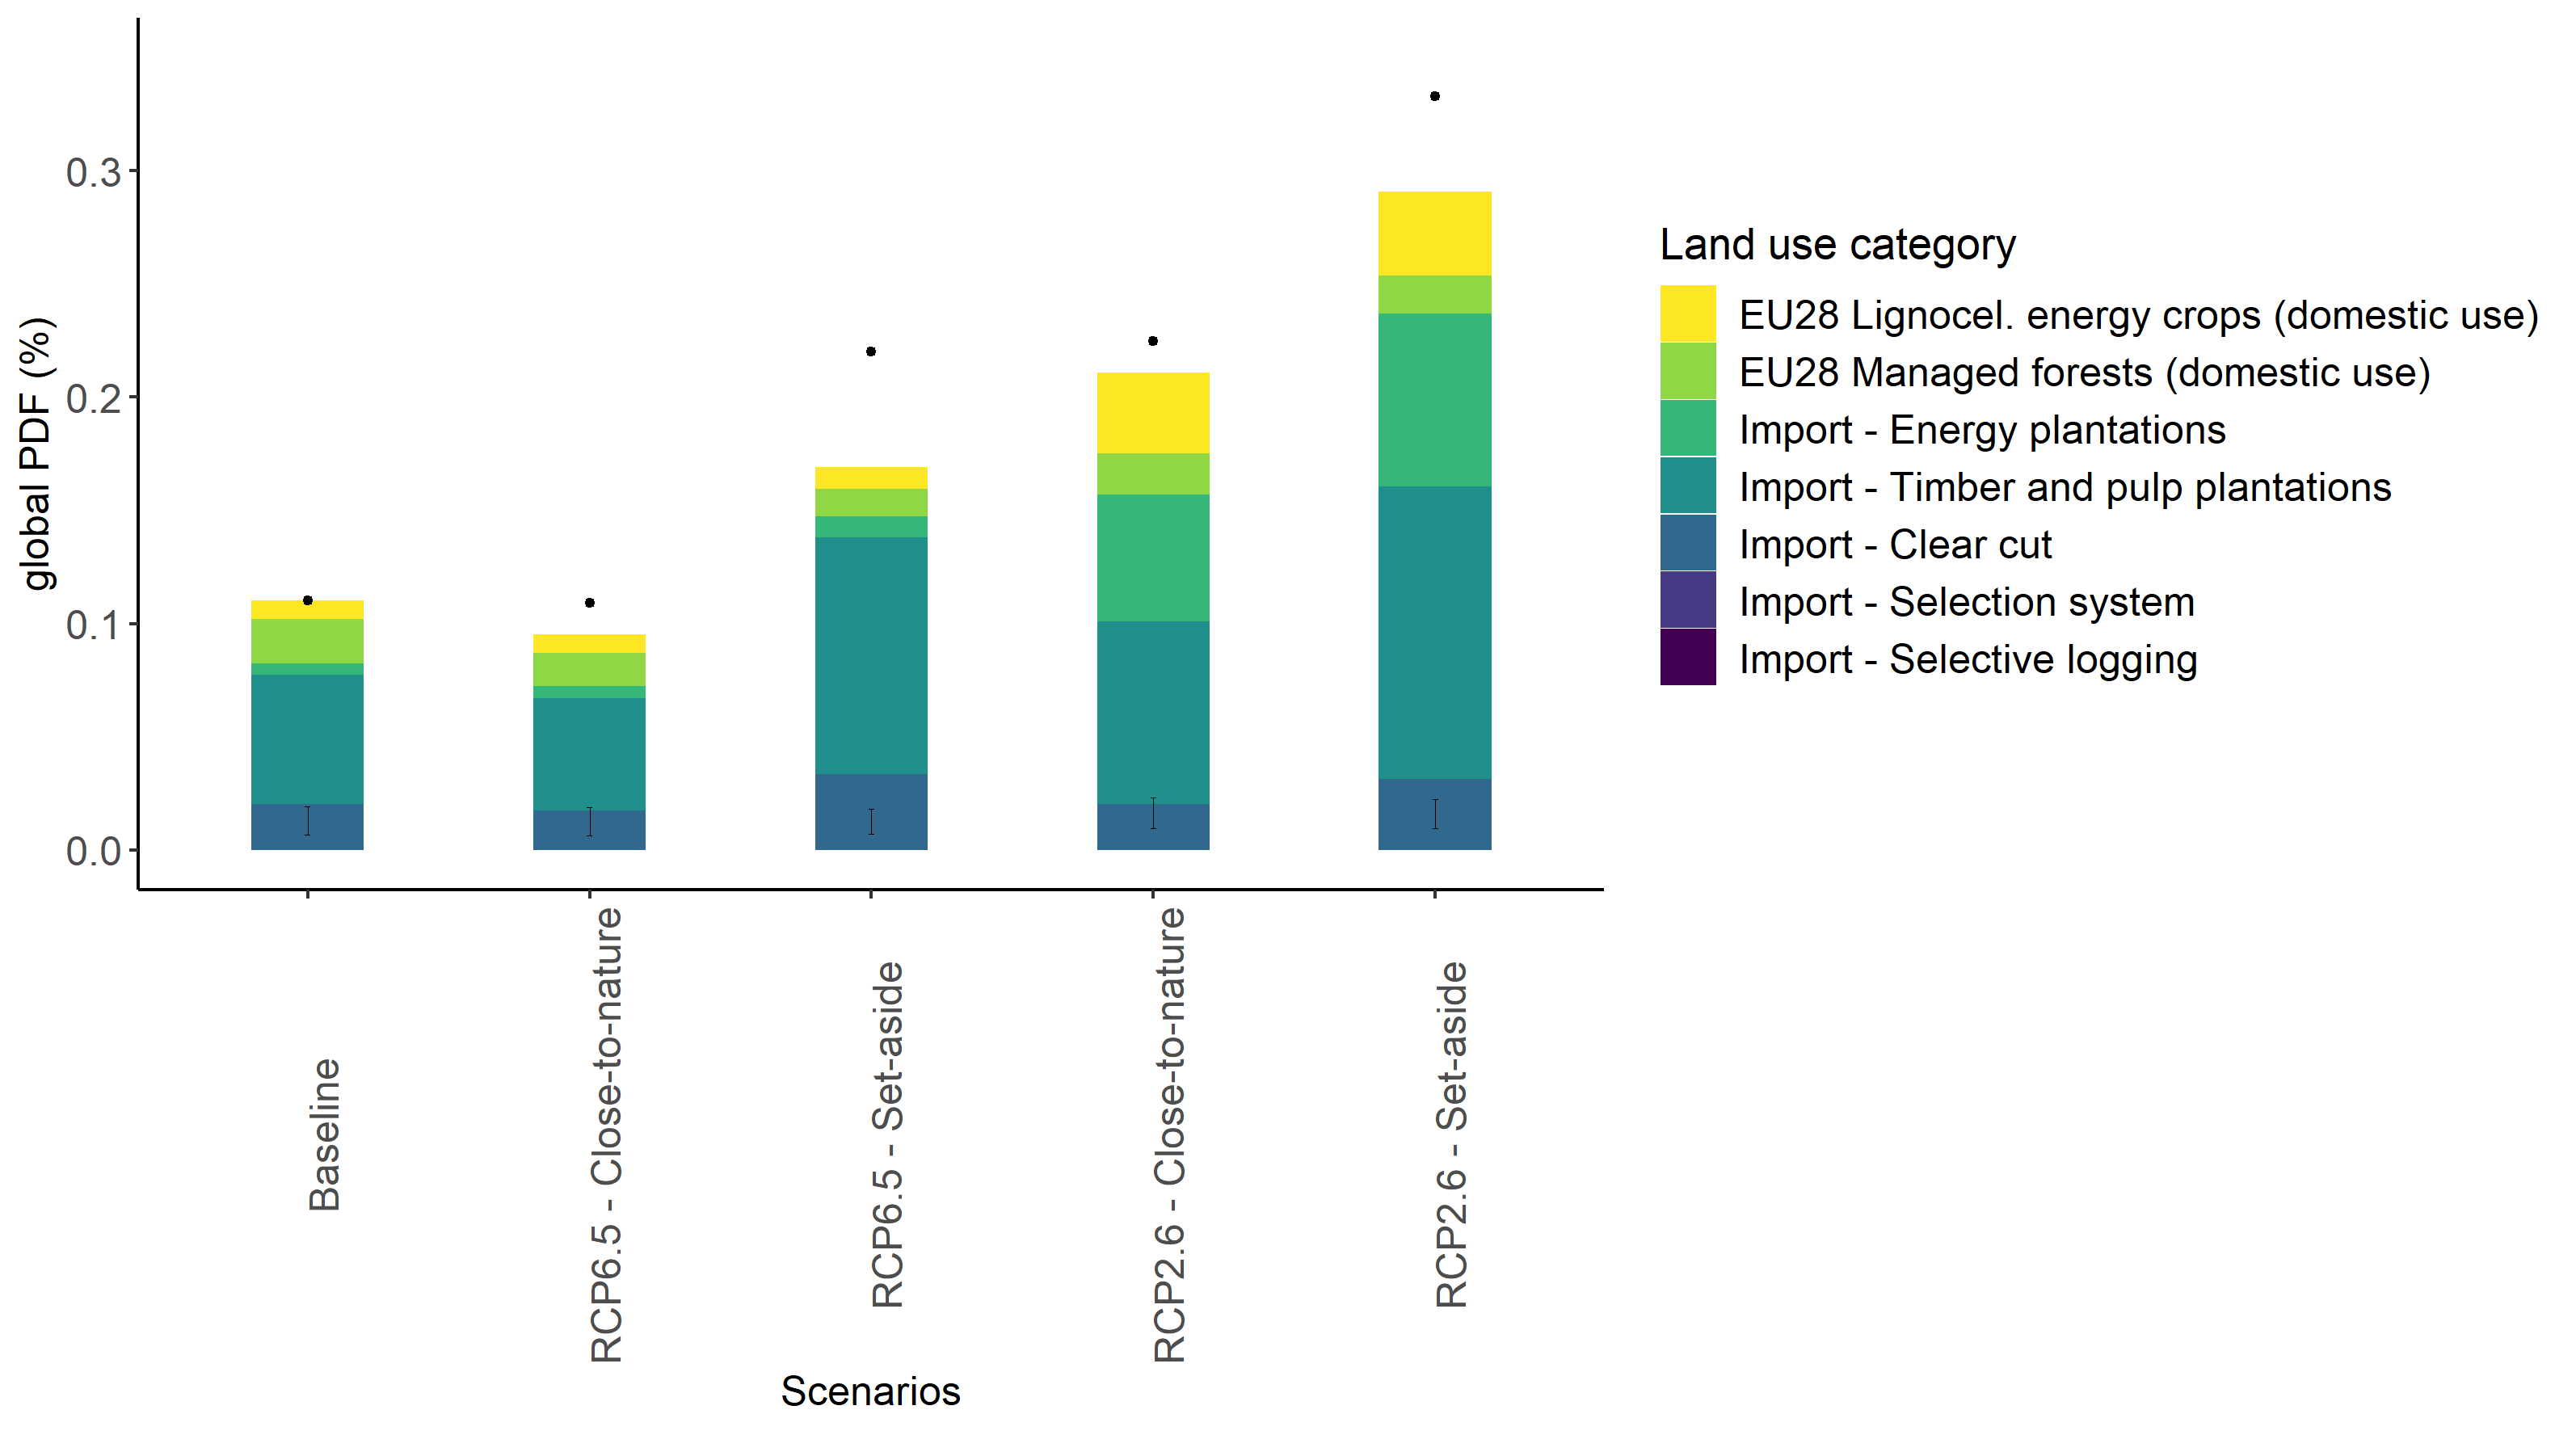 global PDF (%)
0.3
0.2
0.1
0.0
Baseline
RCP6.5 - Close-to-nature
RCP6.5 - Set-aside
RCP2.6 - Close-to-nature
RCP2.6 - Set-aside
Scenarios
Land use category
EU28 Lignocel. energy crops (domestic use)
EU28 Managed forests (domestic use)
Import - Energy plantations
Import - Timber and pulp plantations
Import - Clear cut
Import - Selection system
Import - Selective logging